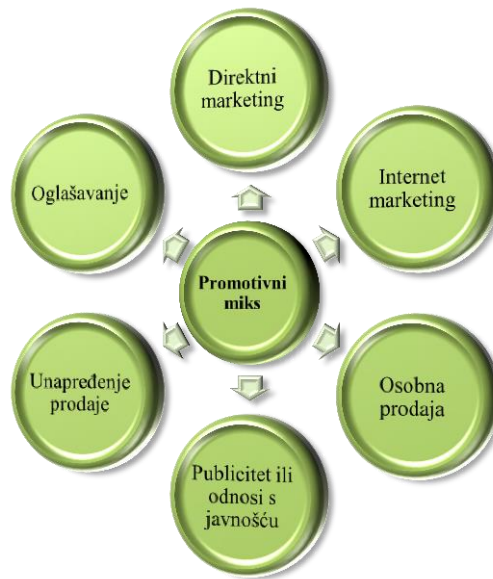 Direktni
marketing
Oglašavanje
Internet
marketing
Promotivni
miks
Unapređenje
prodaje
Osobna
prodaja
Publicitet ili
odnosi s
javnošću